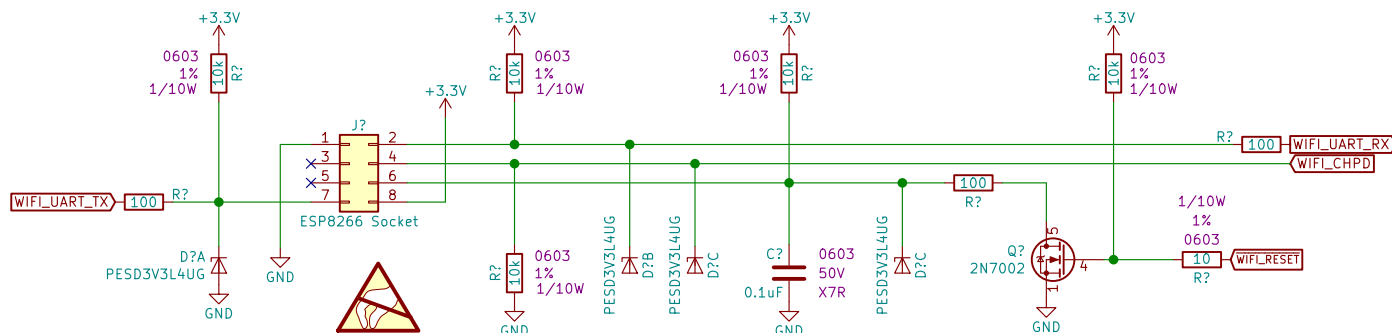 +3.3V
+3.3V
+3.3V
+3.3V
0603
1%
1/10W
10k
R?
R?
10k
0603
1%
1/10W
0603
1%
1/10W
10k
R?
R?
10k
0603
1%
1/10W
+3.3V
J?
1
2
3
4
5
6
7
8
ESP8266 Socket
R?
100
WIFI_UART_RX
WIFI_CHPD
WIFI_UART_TX
100
R?
100
R?
1/10W
1%
0603
D?A
PESD3V3L4UG
GND
GND
R?
10k
0603
1%
1/10W
GND
PESD3V3L4UG
D?B
PESD3V3L4UG
D?C
C?
0.1uF
0603
50V
X7R
GND
PESD3V3L4UG
D?C
Q?
2N7002
5
4
1
GND
10
R?
WIFI_RESET